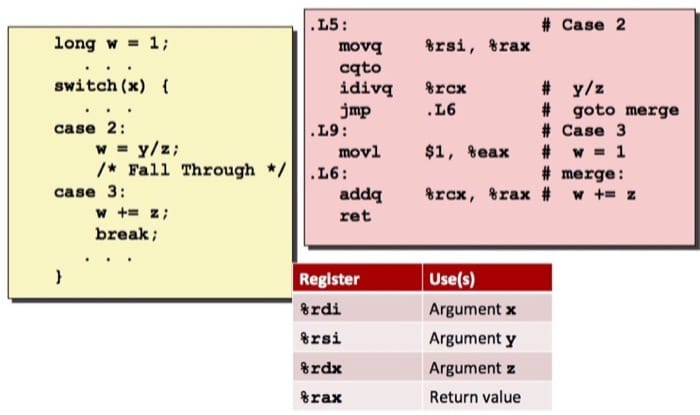 long w = 1;
. . .
switch(x) {
. . .
case 2:
w = y/z;
/* Fall Through */
case 3:
w += z;
break;
. . .
}
.L5: # Case 2
movq %rsi, %rax
cqto
idivq %rcx # y/z
jmp .L6 # goto merge
.L9: # Case 3
movl $1, %eax # w = 1
.L6: # merge:
addq %rcx, %rax # w += z
ret
Register Use(s)
%rdi Argument x
%rsi Argument y
%rdx Argument z
%rax Return value